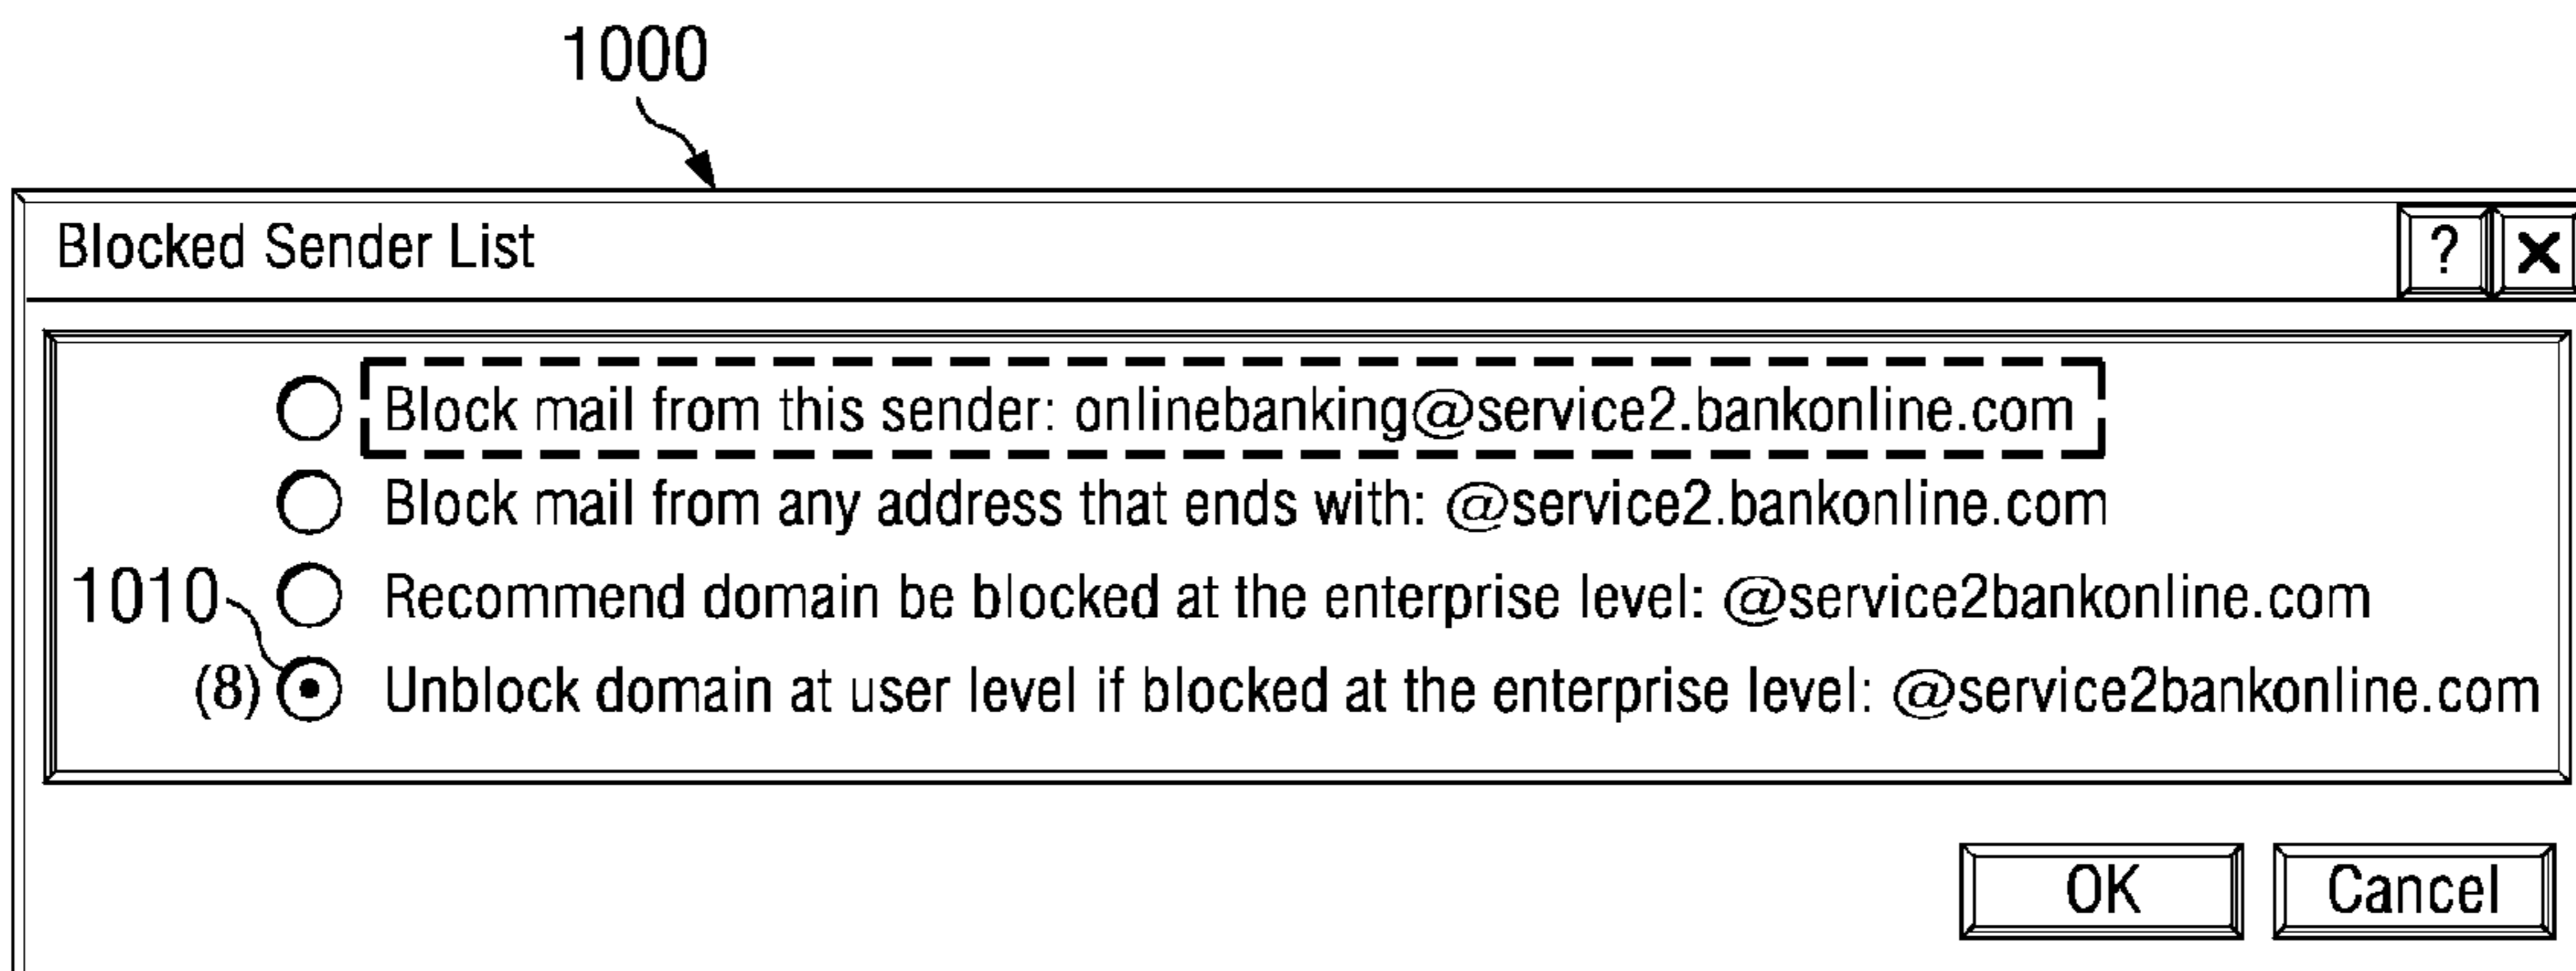 1000
Blocked Sender List ? ×
Block mail from this sender: onlinebanking@service2.bankonline.com
Block mail from any address that ends with: @service2.bankonline.com
1010 Recommend domain be blocked at the enterprise level: @service2bankonline.com
(8) Unblock domain at user level if blocked at the enterprise level: @service2bankonline.com
OK Cancel